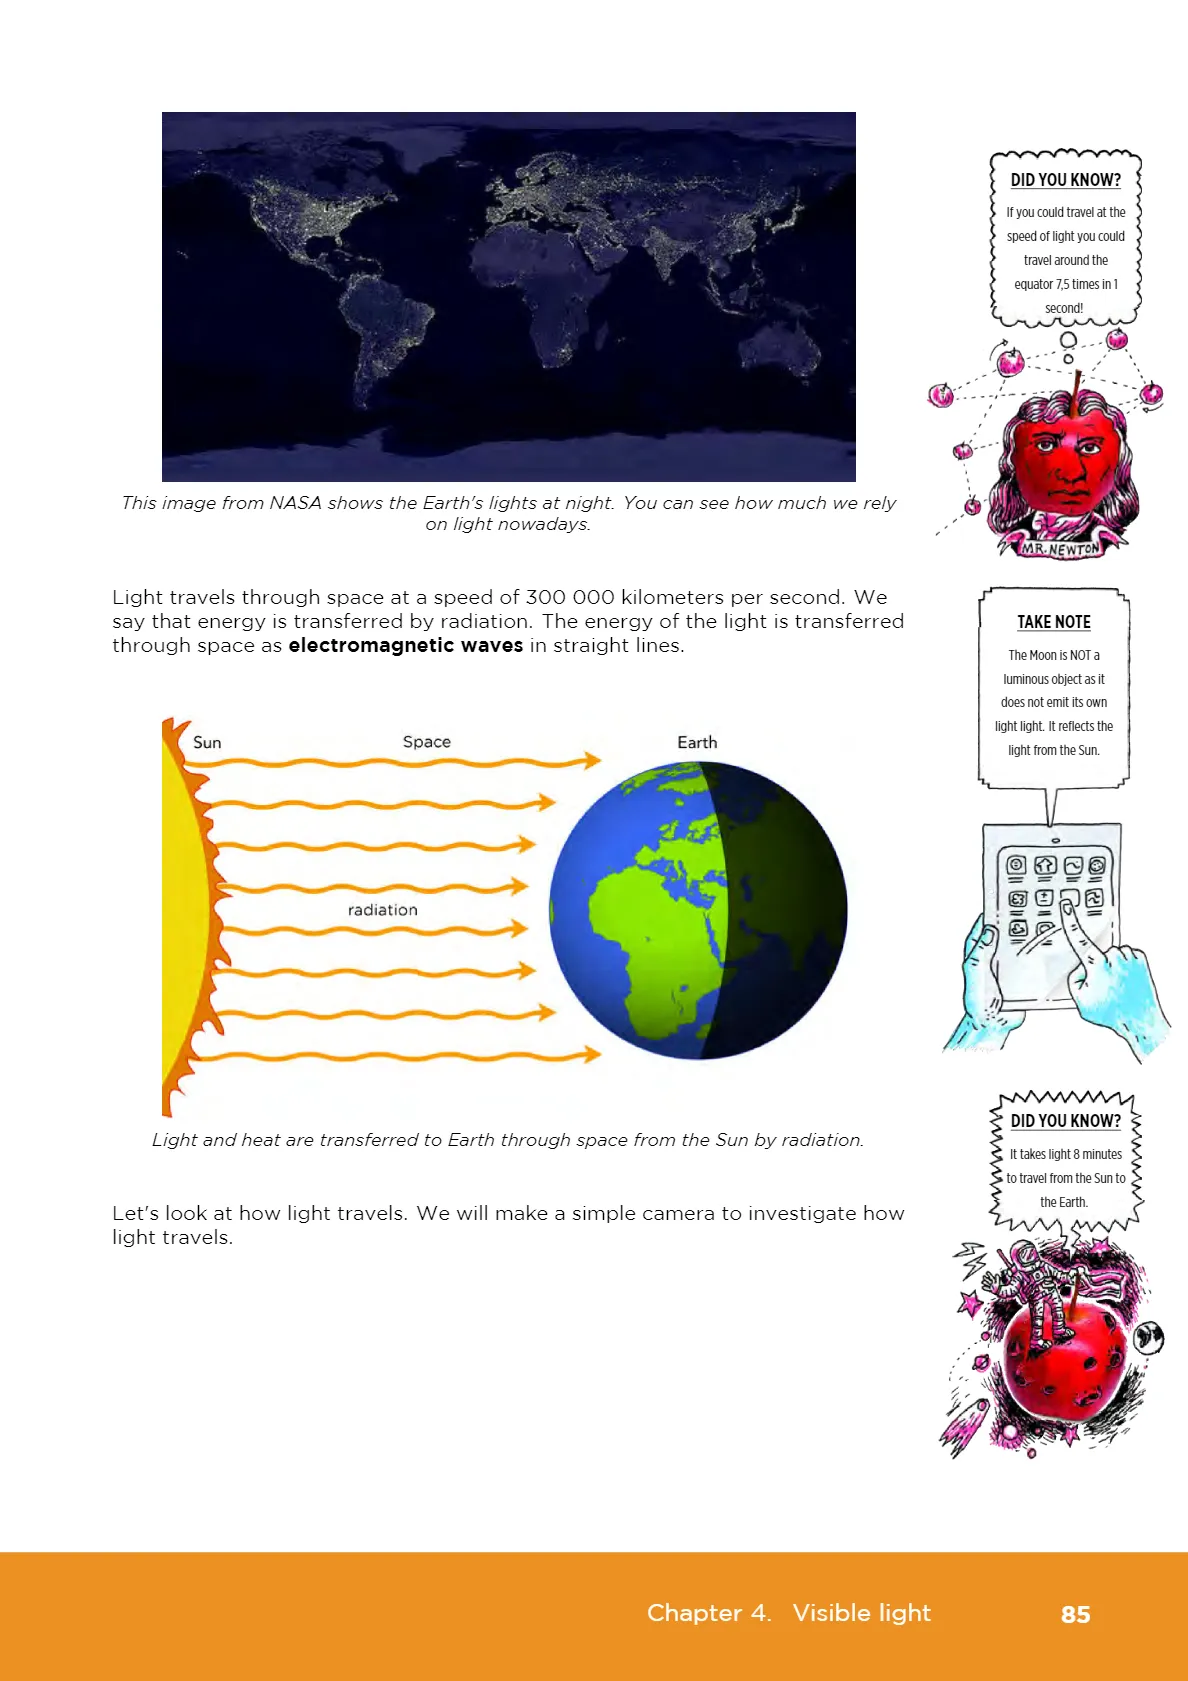 This image from NASA shows the Earth's lights at night. You can see how much we rely
on light nowadays.
Light travels through space at a speed of 300 000 kilometers per second. We
say that energy is transferred by radiation. The energy of the light is transferred
through space as electromagnetic waves in straight lines.
Sun
Space
Earth
radiation
Light and heat are transferred to Earth through space from the Sun by radiation.
Let's look at how light travels. We will make a simple camera to investigate how
light travels.
DID YOU KNOW?
If you could travel at the
speed of light you could
travel around the
equator 7,5 times in 1
second!
MR. NEWTON
TAKE NOTE
The Moon is NOT a
luminous object as it
does not emit its own
light light. It reflects the
light from the Sun.
DID YOU KNOW?
It takes light 8 minutes
to travel from the Sun to
the Earth.
Chapter 4. Visible light
85